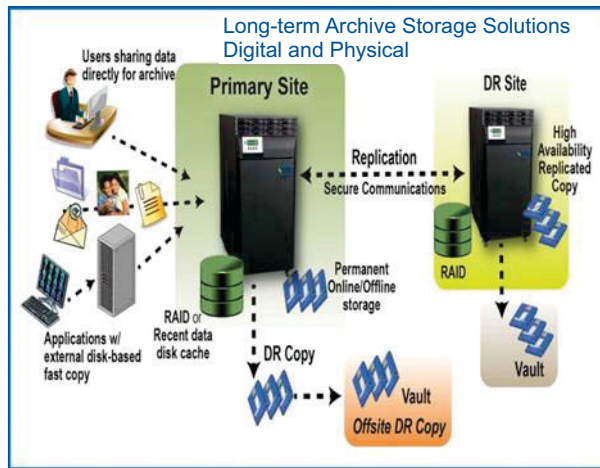 Long-term Archive Storage Solutions
Digital and Physical
Users sharing data
directly for archive
Primary Site
DR Site
High
Availability
Replicated
Copy
Replication
Secure Communications
RAID
Permanent
Online/Offline
storage
RAID or
Recent data
disk cache
Applications w/
external disk-based
fast copy
DR Copy
Vault
Offsite DR Copy
Vault